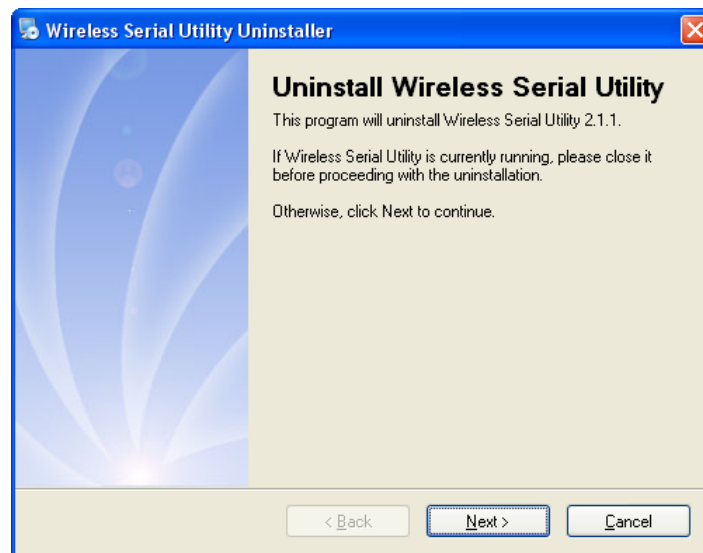 Wireless Serial Utility Uninstaller
Uninstall Wireless Serial Utility
This program will uninstall Wireless Serial Utility 2.1.1.
If Wireless Serial Utility is currently running, please close it
before proceeding with the uninstallation.
Otherwise, click Next to continue.
< Back
Next >
Cancel